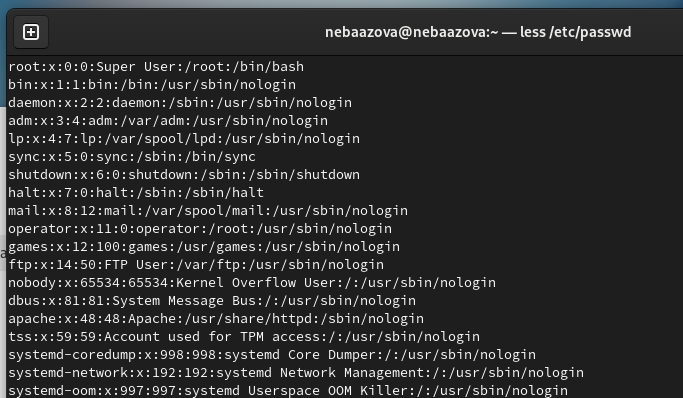 nebaazova@nebaazova:~ — less /etc/passwd
root:x:0:0:Super User:/root:/bin/bash
bin:x:1:1:bin:/bin:/usr/sbin/nologin
daemon:x:2:2:daemon:/sbin:/usr/sbin/nologin
adm:x:3:4:adm:/var/adm:/usr/sbin/nologin
lp:x:4:7:lp:/var/spool/lpd:/usr/sbin/nologin
sync:x:5:0:sync:/sbin:/bin/sync
shutdown:x:6:0:shutdown:/sbin:/sbin/shutdown
halt:x:7:0:halt:/sbin:/sbin/halt
mail:x:8:12:mail:/var/spool/mail:/usr/sbin/nologin
operator:x:11:0:operator:/root:/usr/sbin/nologin
games:x:12:100:games:/usr/games:/usr/sbin/nologin
ftp:x:14:50:FTP User:/var/ftp:/usr/sbin/nologin
nobody:x:65534:65534:Kernel Overflow User:/:/usr/sbin/nologin
dbus:x:81:81:System Message Bus:/:/usr/sbin/nologin
apache:x:48:48:Apache:/usr/share/httpd:/sbin/nologin
tss:x:59:59:Account used for TPM access:/:/usr/sbin/nologin
systemd-coredump:x:998:998:systemd Core Dumper:/:/usr/sbin/nologin
systemd-network:x:192:192:systemd Network Management:/:/usr/sbin/nologin
systemd-oom:x:997:997:systemd Userspace OOM Killer:/:/usr/sbin/nologin